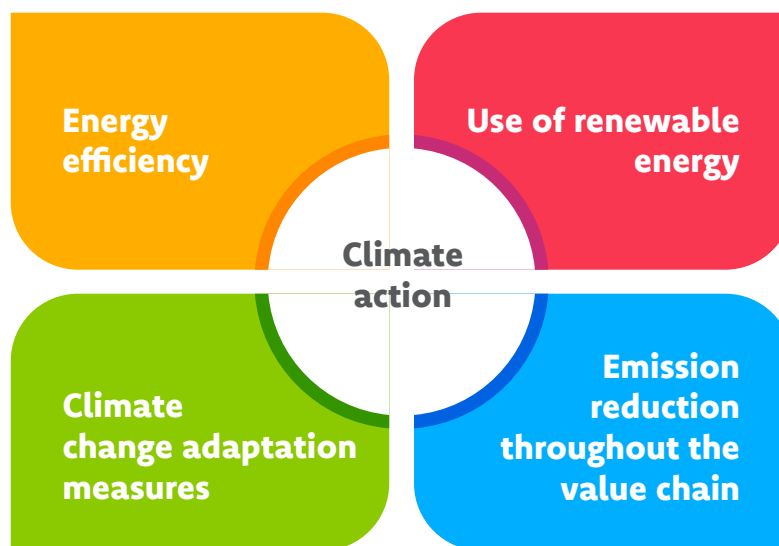 Energy
efficiency
Use of renewable
energy
Climate
action
Climate
change adaptation
measures
Emission
reduction
throughout the
value chain